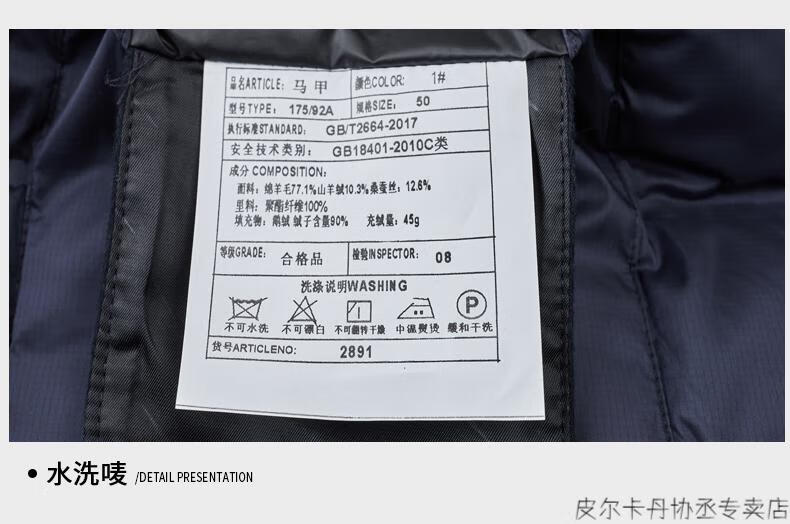 品名ARTICLE: 马甲 颜色COLOR: 1#
型号TYPE: 175/92A 规格SIZE: 50
执行标准STANDARD: GB/T2664-2017
安全技术类别: GB18401-2010C类
成分 COMPOSITION:
面料: 绵羊毛77.1%山羊绒10.3%桑蚕丝: 12.6%
里料: 聚酯纤维100%
填充物: 鹅绒 绒子含量90% 充绒量: 45g
等级GRADE: 合格品 检验INSPECTOR: 08
洗涤说明WASHING
P
不可水洗 不可漂白 不可翻转干燥 中温熨烫 缓和干洗
货号ARTICLENO: 2891
• 水洗唛 /DETAIL PRESENTATION
皮尔卡丹协丞专卖店